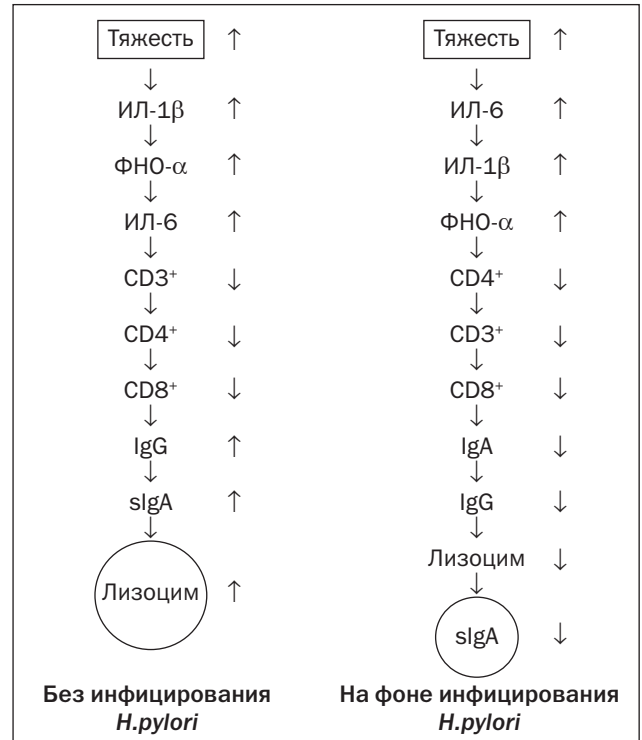 Тяжесть ↑ Тяжесть ↑
↓ ↓
ИЛ-1β ↑ ИЛ-6 ↑
↓ ↓
ФНО-α ↑ ИЛ-1β ↑
↓ ↓
ИЛ-6 ↑ ФНО-α ↑
↓ ↓
CD3⁺ ↓ CD4⁺ ↓
↓ ↓
CD4⁺ ↓ CD3⁺ ↓
↓ ↓
CD8⁺ ↓ CD8⁺ ↓
↓ ↓
IgG ↑ IgA ↓
↓ ↓
sIgA ↑ IgG ↓
↓ ↓
Лизоцим ↑ Лизоцим ↓
↓
sIgA ↓
Без инфицирования На фоне инфицирования
H.pylori H.pylori